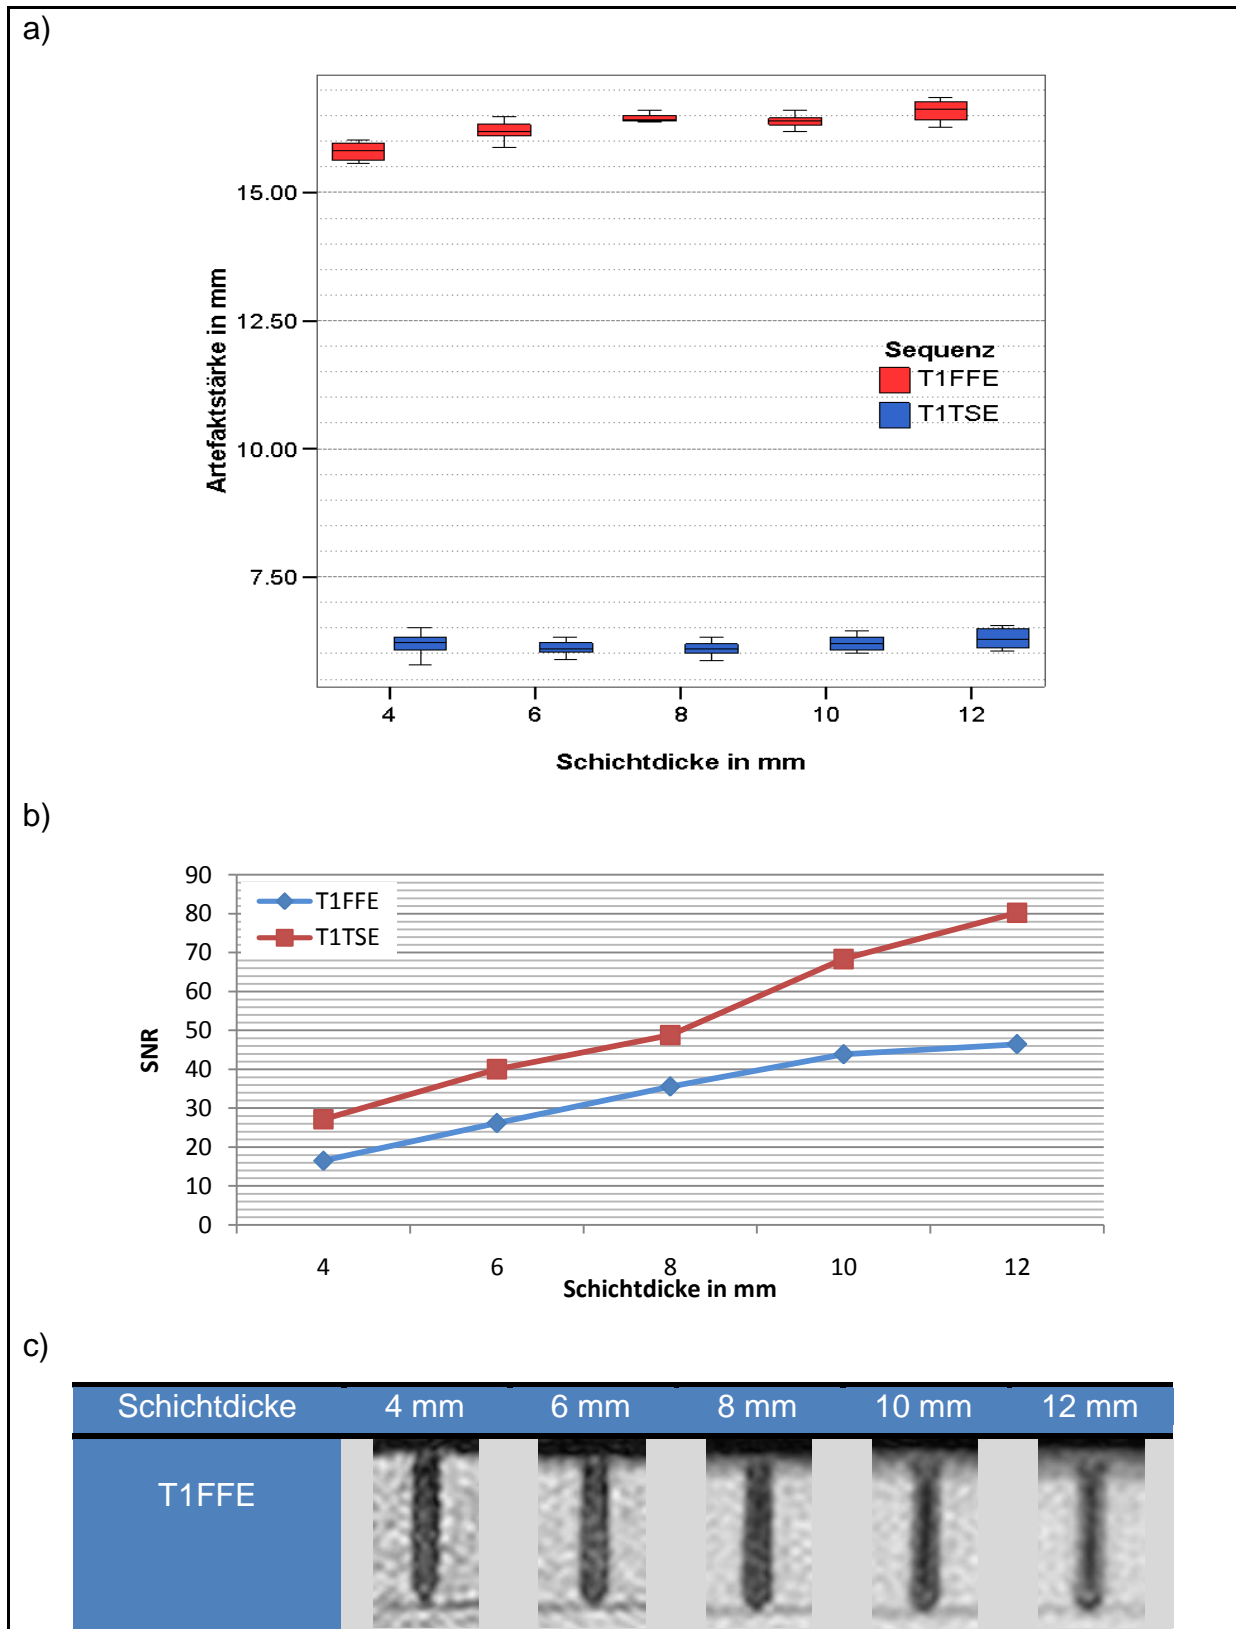 a)
15.00
12.50
10.00
7.50
Artefaktstärke in mm
Sequenz
T1FFE
T1TSE
4 6 8 10 12
Schichtdicke in mm
b)
90
80
70
60
50
40
30
20
10
0
SNR
T1FFE
T1TSE
4 6 8 10 12
Schichtdicke in mm
c)
Schichtdicke 4 mm 6 mm 8 mm 10 mm 12 mm
T1FFE